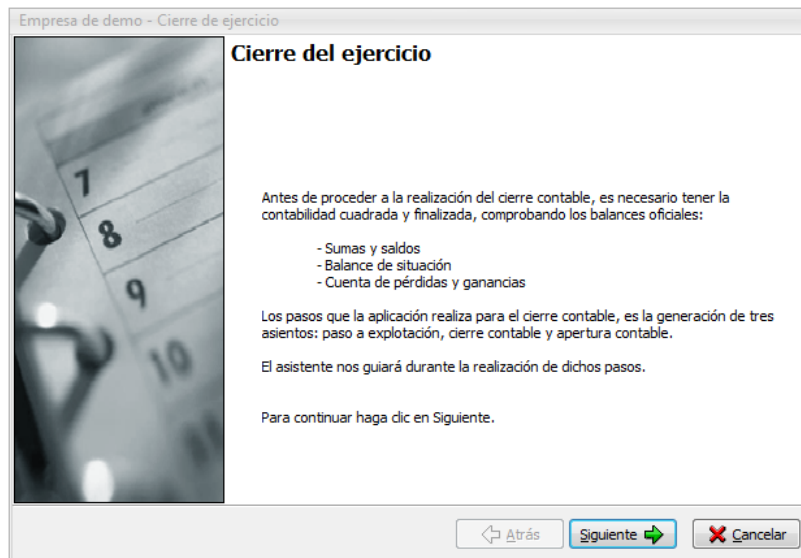 Empresa de demo - Cierre de ejercicio
Cierre del ejercicio
7
8
9
10
Antes de proceder a la realización del cierre contable, es necesario tener la
contabilidad cuadrada y finalizada, comprobando los balances oficiales:
- Sumas y saldos
- Balance de situación
- Cuenta de pérdidas y ganancias
Los pasos que la aplicación realiza para el cierre contable, es la generación de tres
asientos: paso a explotación, cierre contable y apertura contable.
El asistente nos guiará durante la realización de dichos pasos.
Para continuar haga clic en Siguiente.
Atrás
Siguiente
Cancelar